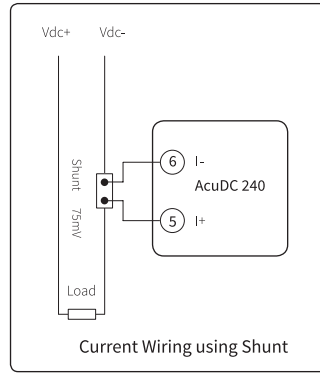 Vdc+ Vdc-
6 I-
AcuDC 240
Shunt 75mV
5 I+
Load
Current Wiring using Shunt